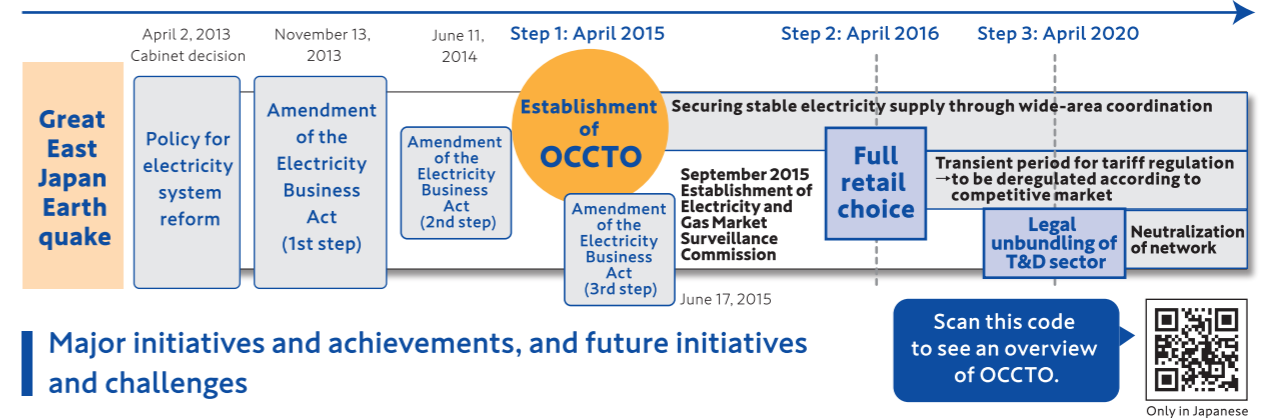 April 2, 2013
Cabinet decision
November 13,
2013
June 11,
2014
Step 1: April 2015
Step 2: April 2016
Step 3: April 2020
Great
East
Japan
Earth
quake
Policy for
electricity
system
reform
Amendment
of the
Electricity
Business
Act
(1st step)
Amendment
of the
Electricity
Business
Act
(2nd step)
Establishment
of
OCCTO
Amendment
of the
Electricity
Business
Act
(3rd step)
June 17, 2015
Securing stable electricity supply through wide-area coordination
September 2015
Establishment of
Electricity and
Gas Market
Surveillance
Commission
Full
retail
choice
Transient period for tariff regulation
→to be deregulated according to
competitive market
Legal
unbundling of
T&D sector
Neutralization
of network
Major initiatives and achievements, and future initiatives
and challenges
Scan this code
to see an overview
of OCCTO.
Only in Japanese